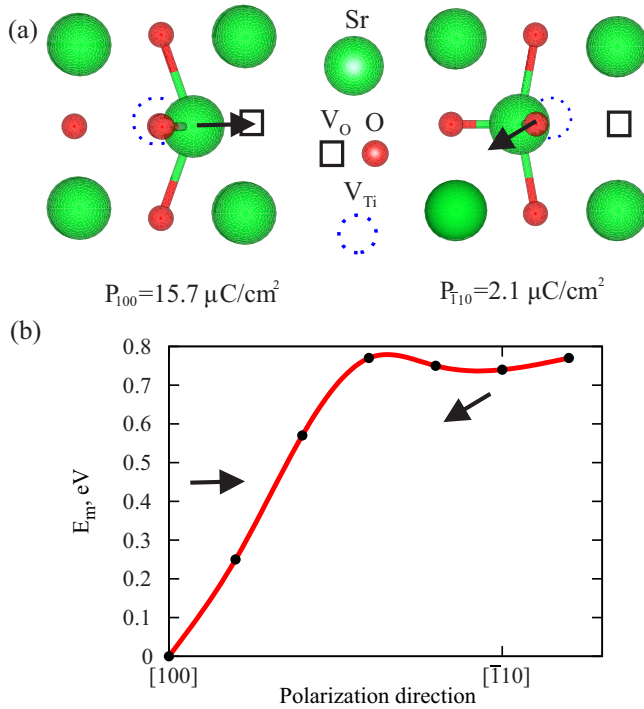 (a)
Sr
V_O O
V_Ti
P_100=15.7 μC/cm²
P_1̄10=2.1 μC/cm²
(b)
0.8
0.7
0.6
0.5
0.4
0.3
0.2
0.1
0
E_m, eV
[100]
[1̄10]
Polarization direction